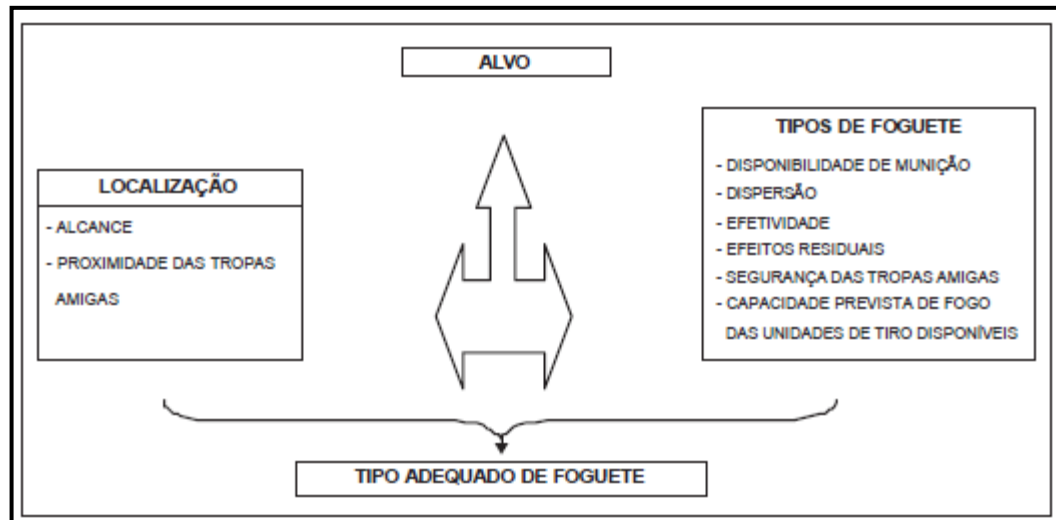 ALVO
LOCALIZAÇÃO
- ALCANCE
- PROXIMIDADE DAS TROPAS
AMIGAS
TIPOS DE FOGUETE
- DISPONIBILIDADE DE MUNIÇÃO
- DISPERSÃO
- EFETIVIDADE
- EFEITOS RESIDUAIS
- SEGURANÇA DAS TROPAS AMIGAS
- CAPACIDADE PREVISTA DE FOGO
DAS UNIDADES DE TIRO DISPONÍVEIS
TIPO ADEQUADO DE FOGUETE